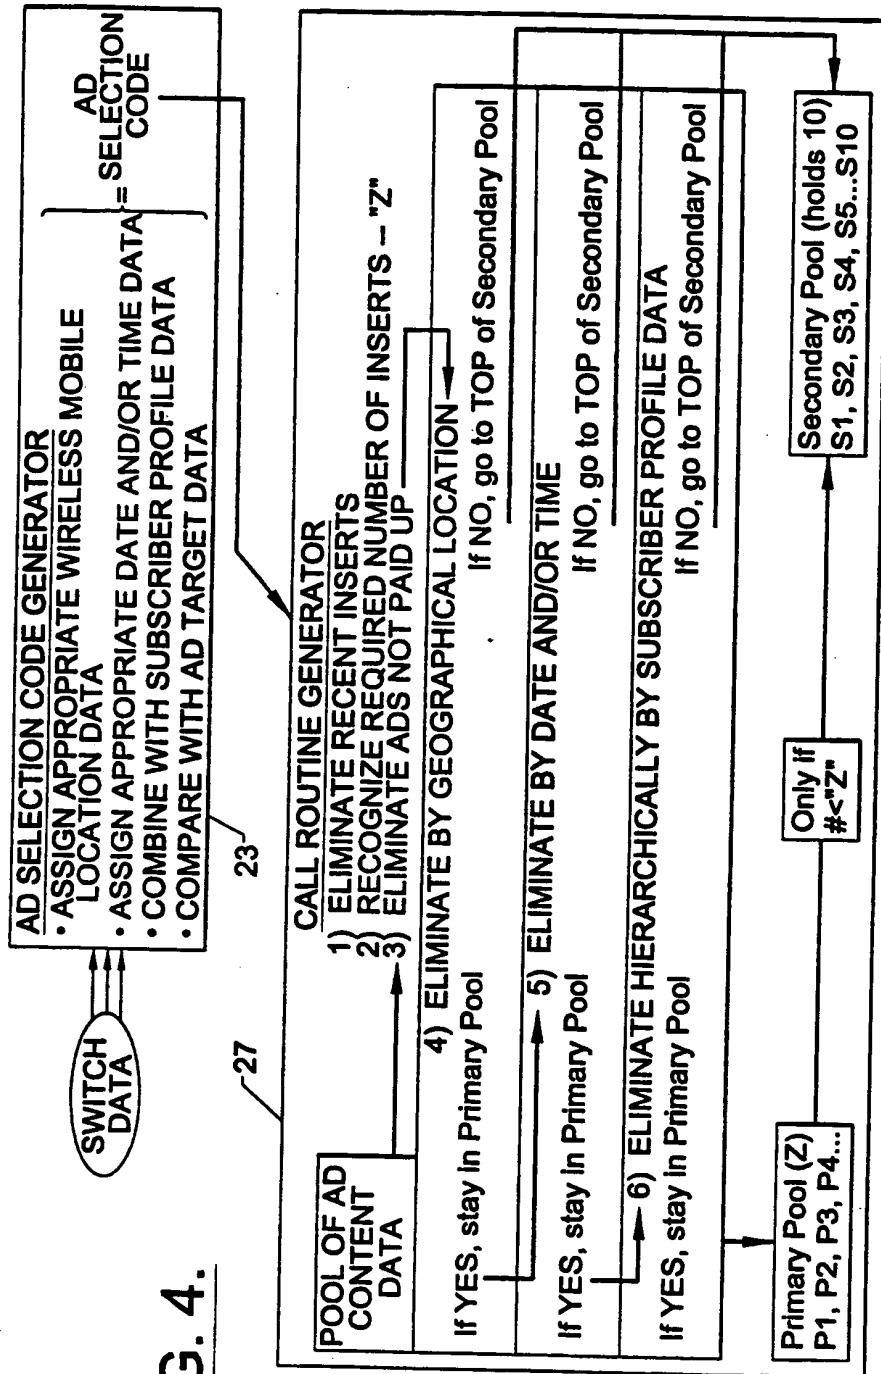 G. 4.
SWITCH
DATA
AD SELECTION CODE GENERATOR
• ASSIGN APPROPRIATE WIRELESS MOBILE
LOCATION DATA
• ASSIGN APPROPRIATE DATE AND/OR TIME DATA
• COMBINE WITH SUBSCRIBER PROFILE DATA
• COMPARE WITH AD TARGET DATA
= AD
SELECTION
CODE
23
27
POOL OF AD
CONTENT
DATA
CALL ROUTINE GENERATOR
1) ELIMINATE RECENT INSERTS
2) RECOGNIZE REQUIRED NUMBER OF INSERTS – "Z"
3) ELIMINATE ADS NOT PAID UP
4) ELIMINATE BY GEOGRAPHICAL LOCATION
If YES, stay in Primary Pool
If NO, go to TOP of Secondary Pool
5) ELIMINATE BY DATE AND/OR TIME
If YES, stay in Primary Pool
If NO, go to TOP of Secondary Pool
6) ELIMINATE HIERARCHICALLY BY SUBSCRIBER PROFILE DATA
If YES, stay in Primary Pool
If NO, go to TOP of Secondary Pool
Primary Pool (Z)
P1, P2, P3, P4...
Only if
#<"Z"
Secondary Pool (holds 10)
S1, S2, S3, S4, S5...S10